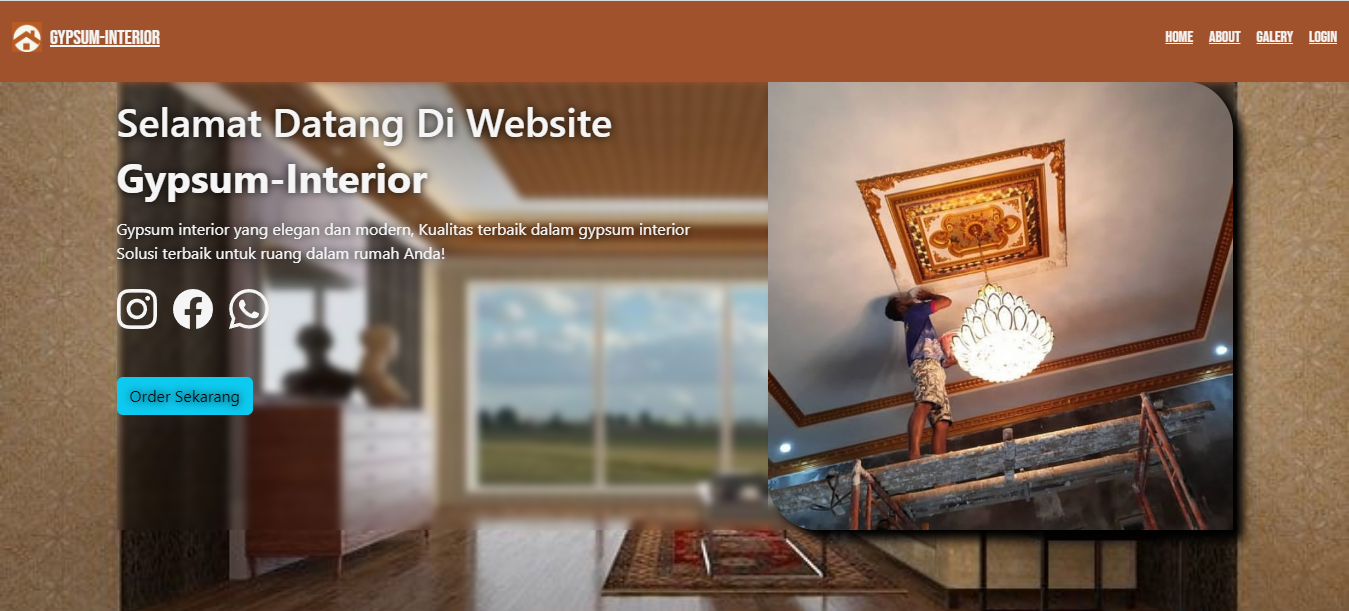 GYPSUM-INTERIOR
HOME ABOUT GALERY LOGIN
Selamat Datang Di Website
Gypsum-Interior
Gypsum interior yang elegan dan modern, Kualitas terbaik dalam gypsum interior
Solusi terbaik untuk ruang dalam rumah Anda!
Order Sekarang